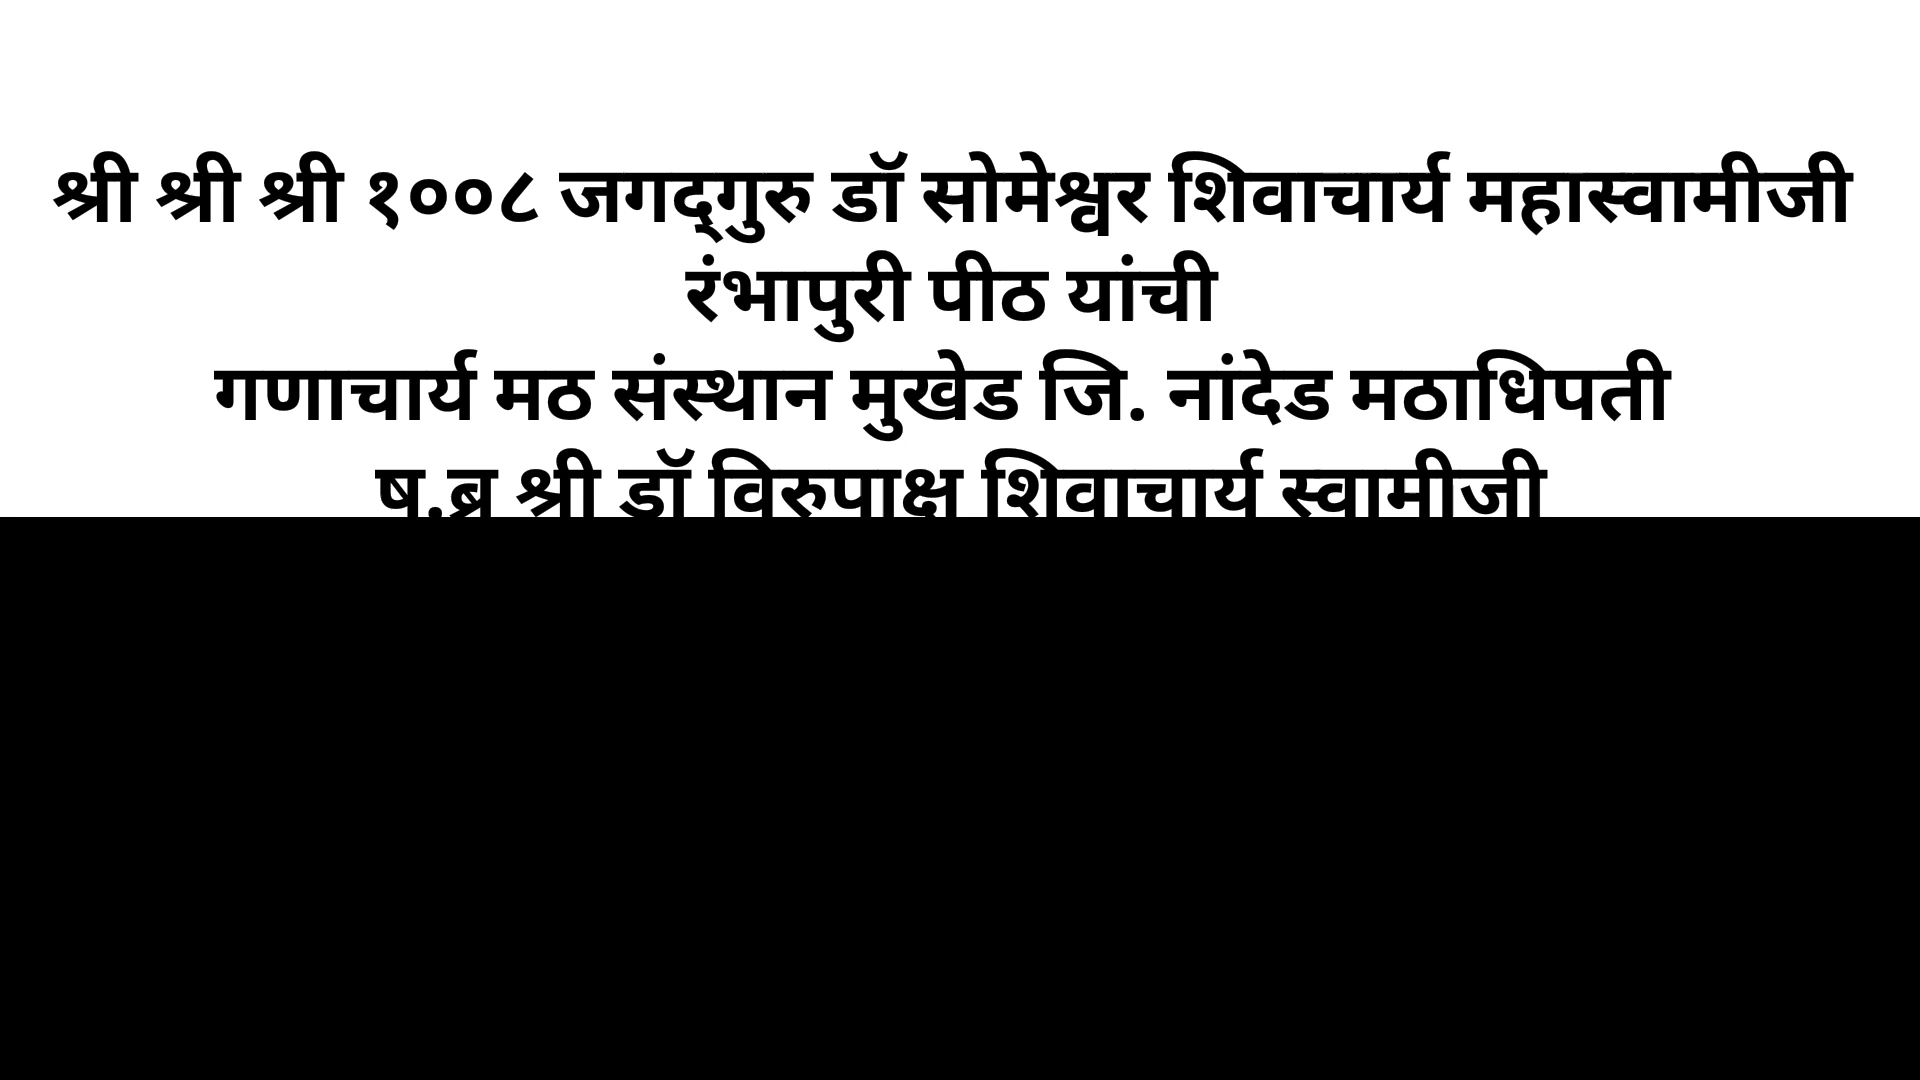 श्री श्री श्री १००८ जगद्‌गुरु डॉ सोमेश्वर शिवाचार्य महास्वामीजी
रंभापुरी पीठ यांची
गणाचार्य मठ संस्थान मुखेड जि. नांदेड मठाधिपती
ष.ब्र श्री डॉ विरुपाक्ष शिवाचार्य स्वामीजी